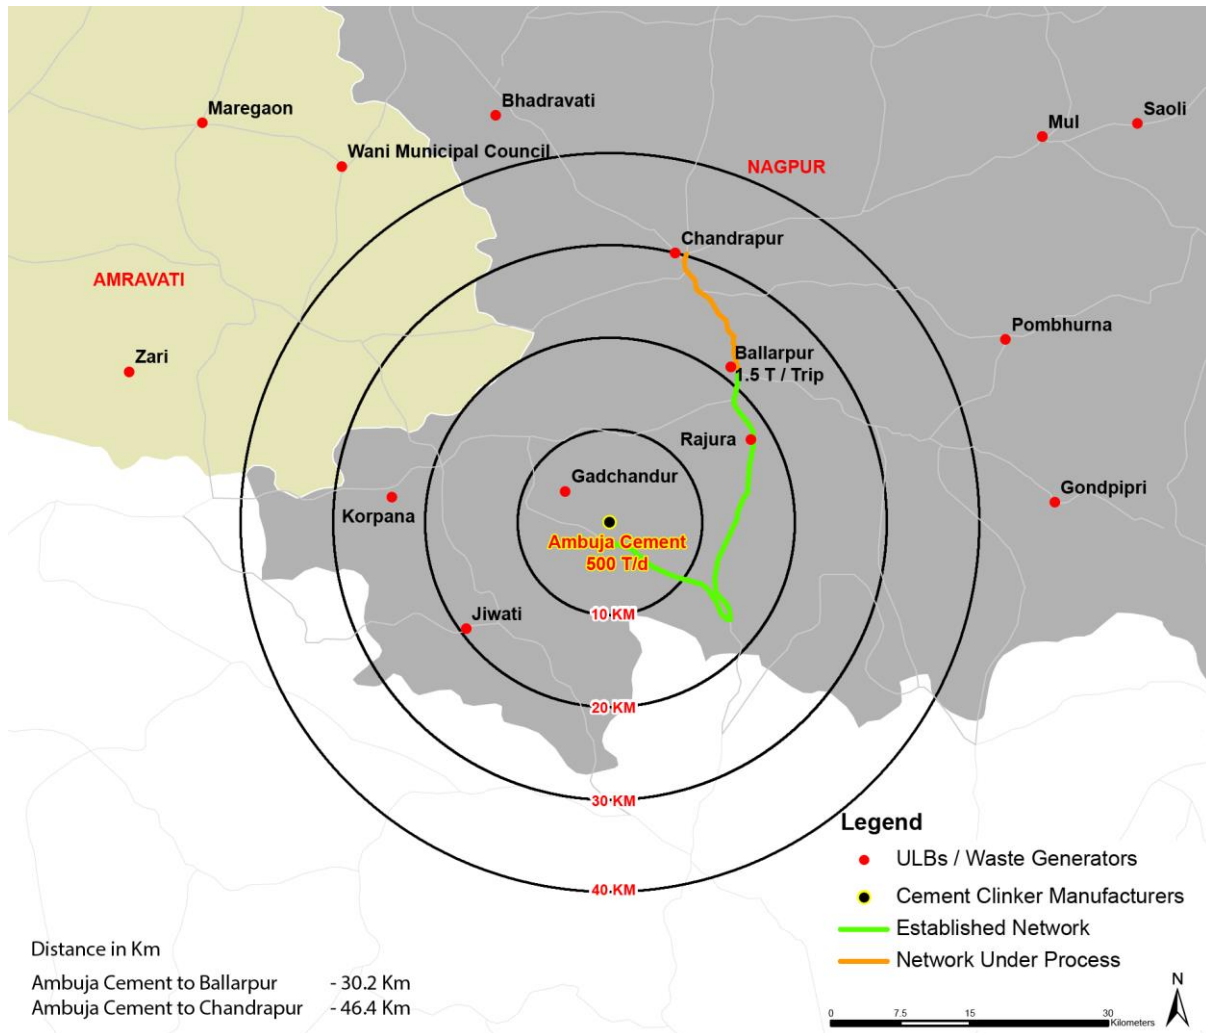 Bhadravati
Maregaon
Saoli
Mul
Wani Municipal Council
NAGPUR
Chandrapur
AMRAVATI
Pombhurna
Zari
Ballarpur
1.5 T / Trip
Rajura
Gadchandur
Gondpipri
Korpana
Ambuja Cement
500 T/d
10 KM
Jiwati
20 KM
30 KM
40 KM
Legend
ULBs / Waste Generators
Cement Clinker Manufacturers
Established Network
Network Under Process
Distance in Km
Ambuja Cement to Ballarpur - 30.2 Km
Ambuja Cement to Chandrapur - 46.4 Km
N
0 7.5 15 30
Kilometers